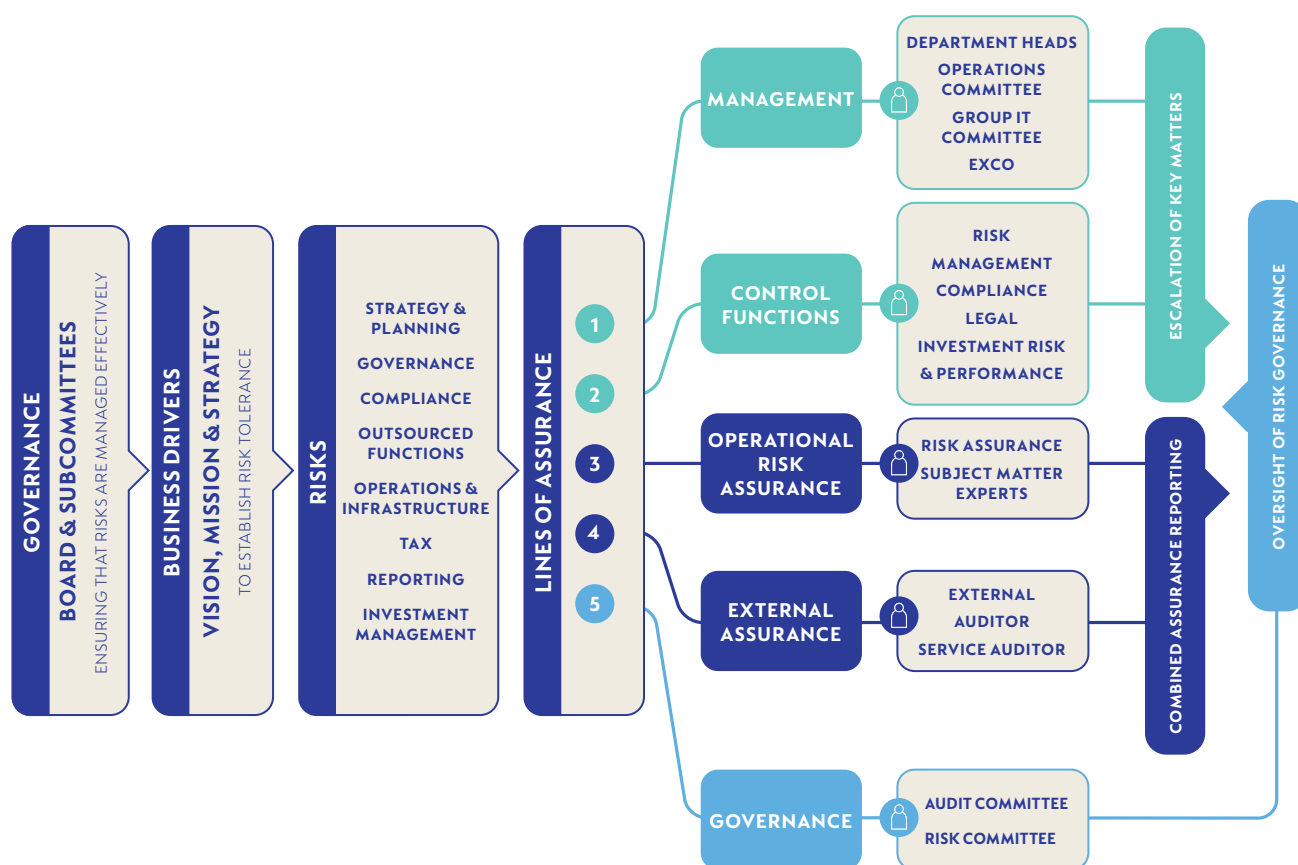 GOVERNANCE
BOARD & SUBCOMMITTEES
ENSURING THAT RISKS ARE MANAGED EFFECTIVELY
BUSINESS DRIVERS
VISION, MISSION & STRATEGY
TO ESTABLISH RISK TOLERANCE
RISKS
STRATEGY &
PLANNING
GOVERNANCE
COMPLIANCE
OUTSOURCED
FUNCTIONS
OPERATIONS &
INFRASTRUCTURE
TAX
REPORTING
INVESTMENT
MANAGEMENT
LINES OF ASSURANCE
1
2
3
4
5
MANAGEMENT
DEPARTMENT HEADS
OPERATIONS
COMMITTEE
GROUP IT
COMMITTEE
EXCO
CONTROL
FUNCTIONS
RISK
MANAGEMENT
COMPLIANCE
LEGAL
INVESTMENT RISK
& PERFORMANCE
OPERATIONAL
RISK
ASSURANCE
RISK ASSURANCE
SUBJECT MATTER
EXPERTS
EXTERNAL
ASSURANCE
EXTERNAL
AUDITOR
SERVICE AUDITOR
GOVERNANCE
AUDIT COMMITTEE
RISK COMMITTEE
ESCALATION OF KEY MATTERS
COMBINED ASSURANCE REPORTING
OVERSIGHT OF RISK GOVERNANCE